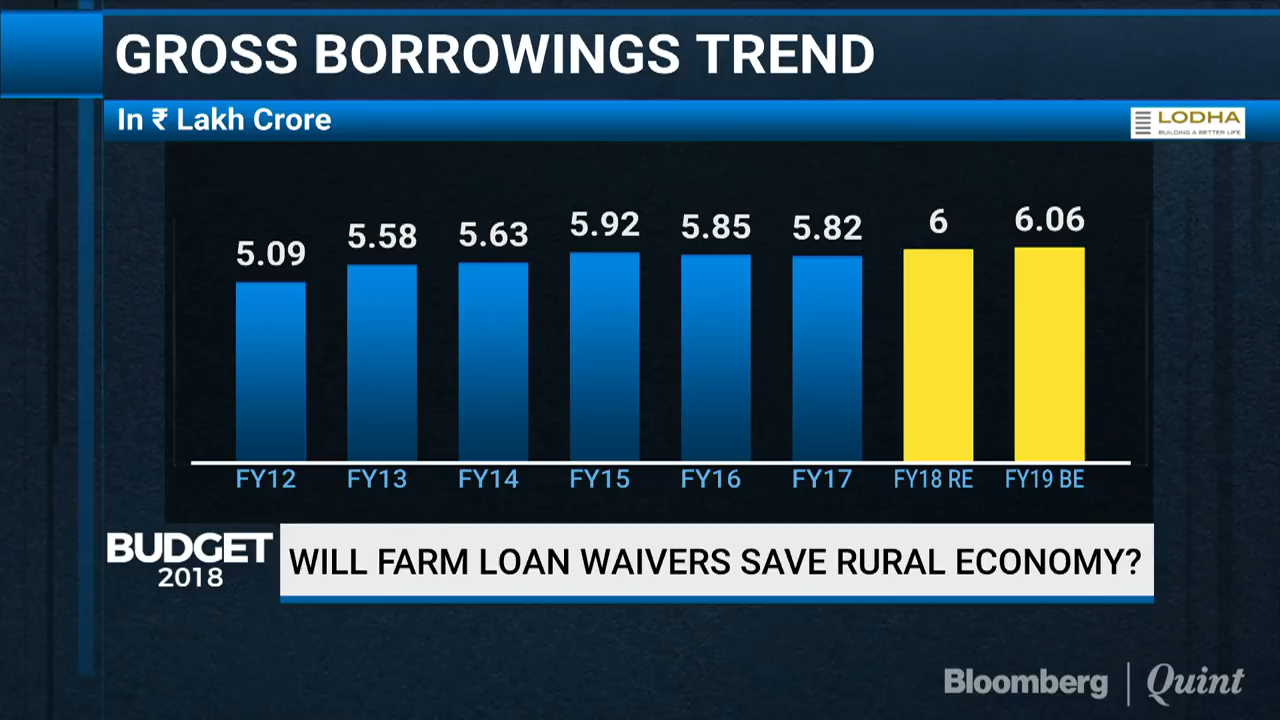 GROSS BORROWINGS TREND
In ₹ Lakh Crore
LODHA
BUILDING A BETTER LIFE
5.09 5.58 5.63 5.92 5.85 5.82 6 6.06
FY12 FY13 FY14 FY15 FY16 FY17 FY18 RE FY19 BE
BUDGET
2018
WILL FARM LOAN WAIVERS SAVE RURAL ECONOMY?
Bloomberg | Quint